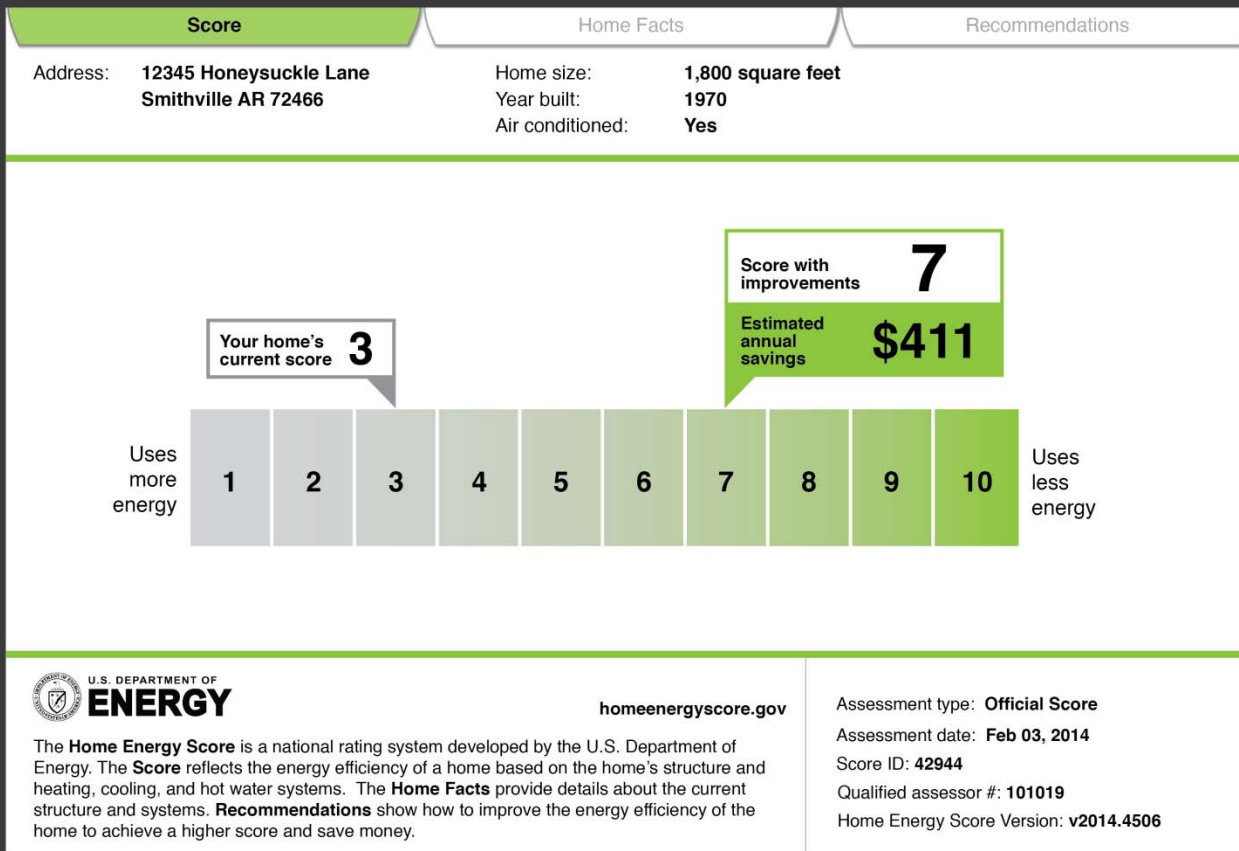 Score
Home Facts
Recommendations
Address: 12345 Honeysuckle Lane
Smithville AR 72466
Home size: 1,800 square feet
Year built: 1970
Air conditioned: Yes
Score with
improvements
7
Estimated
annual
savings
$411
Your home's
current score
3
Uses
more
energy
1 2 3 4 5 6 7 8 9 10
Uses
less
energy
U.S. DEPARTMENT OF
ENERGY
homeenergyscore.gov
The Home Energy Score is a national rating system developed by the U.S. Department of
Energy. The Score reflects the energy efficiency of a home based on the home's structure and
heating, cooling, and hot water systems. The Home Facts provide details about the current
structure and systems. Recommendations show how to improve the energy efficiency of the
home to achieve a higher score and save money.
Assessment type: Official Score
Assessment date: Feb 03, 2014
Score ID: 42944
Qualified assessor #: 101019
Home Energy Score Version: v2014.4506